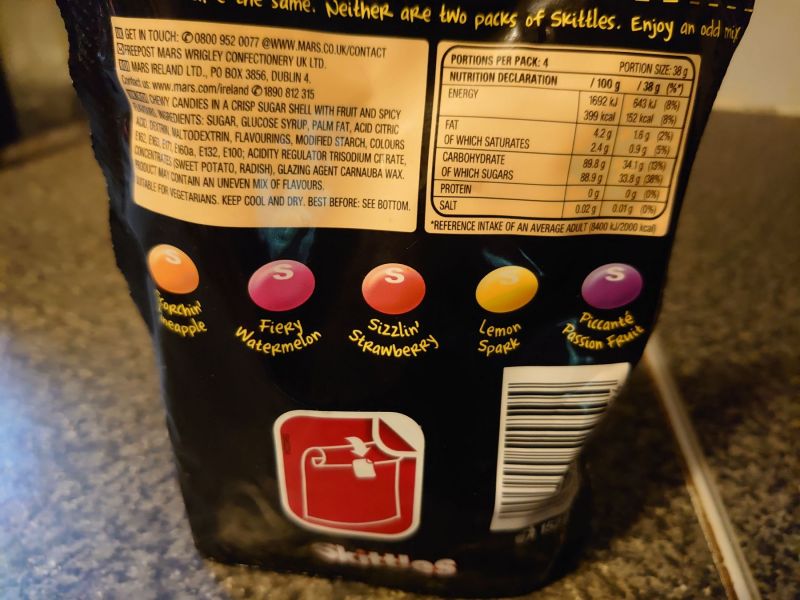 the same. Neither are two packs of Skittles. Enjoy an odd mix
GET IN TOUCH: 0800 952 0077 @WWW.MARS.CO.UK/CONTACT
FREEPOST MARS WRIGLEY CONFECTIONERY UK LTD.
MARS IRELAND LTD., PO BOX 3856, DUBLIN 4.
Contact us: www.mars.com/ireland 1890 812 315
CHEWY CANDIES IN A CRISP SUGAR SHELL WITH FRUIT AND SPICY
INGREDIENTS: SUGAR, GLUCOSE SYRUP, PALM FAT, ACID CITRIC
ACID, DEXTRIN, MALTODEXTRIN, FLAVOURINGS, MODIFIED STARCH, COLOURS
E162, E163, E171, E160a, E132, E100; ACIDITY REGULATOR TRISODIUM CITRATE,
CONCENTRATES (SWEET POTATO, RADISH), GLAZING AGENT CARNAUBA WAX.
PRODUCT MAY CONTAIN AN UNEVEN MIX OF FLAVOURS.
SUITABLE FOR VEGETARIANS. KEEP COOL AND DRY. BEST BEFORE: SEE BOTTOM.
PORTIONS PER PACK: 4 PORTION SIZE: 38 g
NUTRITION DECLARATION / 100 g / 38 g (%*)
ENERGY 1692 kJ 643 kJ (8%)
399 kcal 152 kcal (8%)
FAT 4.2 g 1.6 g (2%)
OF WHICH SATURATES 2.4 g 0.9 g (5%)
CARBOHYDRATE 89.8 g 34.1 g (13%)
OF WHICH SUGARS 88.9 g 33.8 g (38%)
PROTEIN 0 g 0 g (0%)
SALT 0.02 g 0.01 g (0%)
*REFERENCE INTAKE OF AN AVERAGE ADULT (8400 kJ/2000 kcal)
S S S S S
Scorchin'
Pineapple
Fiery
Watermelon
Sizzlin'
Strawberry
Lemon
Spark
Piccanté
Passion Fruit
Skittles